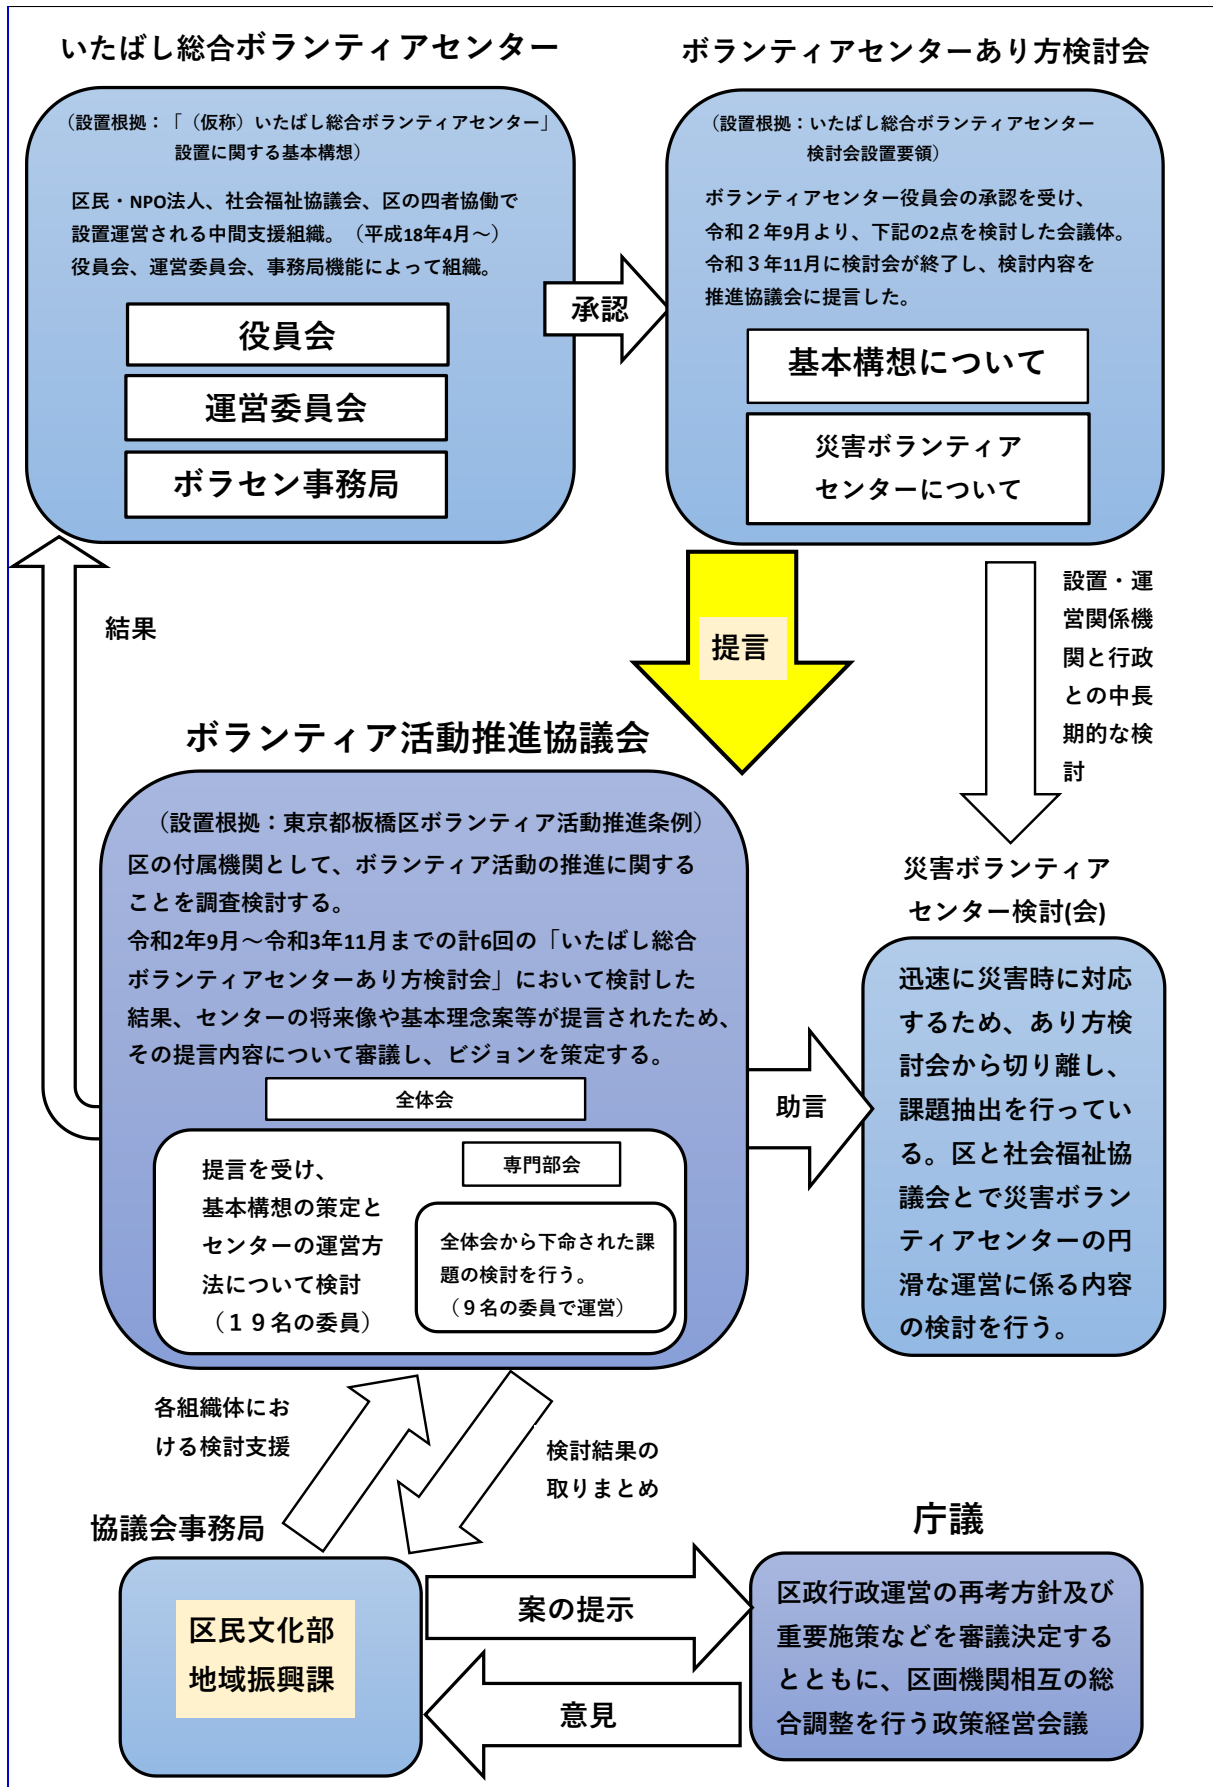 いたばし総合ボランティアセンター
（設置根拠：「（仮称）いたばし総合ボランティアセンター」
設置に関する基本構想）
区民・NPO法人、社会福祉協議会、区の四者協働で
設置運営される中間支援組織。（平成18年4月～）
役員会、運営委員会、事務局機能によって組織。
役員会
運営委員会
ボラセン事務局
承認
ボランティアセンターあり方検討会
（設置根拠：いたばし総合ボランティアセンター
検討会設置要領）
ボランティアセンター役員会の承認を受け、
令和２年9月より、下記の2点を検討した会議体。
令和３年11月に検討会が終了し、検討内容を
推進協議会に提言した。
基本構想について
災害ボランティア
センターについて
結果
提言
設置・運
営関係機
関と行政
との中長
期的な検
討
ボランティア活動推進協議会
（設置根拠：東京都板橋区ボランティア活動推進条例）
区の付属機関として、ボランティア活動の推進に関する
ことを調査検討する。
令和2年9月～令和3年11月までの計6回の「いたばし総合
ボランティアセンターあり方検討会」において検討した
結果、センターの将来像や基本理念案等が提言されたため、
その提言内容について審議し、ビジョンを策定する。
全体会
提言を受け、
基本構想の策定と
センターの運営方
法について検討
（１９名の委員）
専門部会
全体会から下命された課
題の検討を行う。
（９名の委員で運営）
助言
災害ボランティア
センター検討(会)
迅速に災害時に対応
するため、あり方検
討会から切り離し、
課題抽出を行ってい
る。区と社会福祉協
議会とで災害ボラン
ティアセンターの円
滑な運営に係る内容
の検討を行う。
各組織体にお
ける検討支援
検討結果の
取りまとめ
協議会事務局
区民文化部
地域振興課
案の提示
意見
庁議
区政行政運営の再考方針及び
重要施策などを審議決定する
とともに、区画機関相互の総
合調整を行う政策経営会議